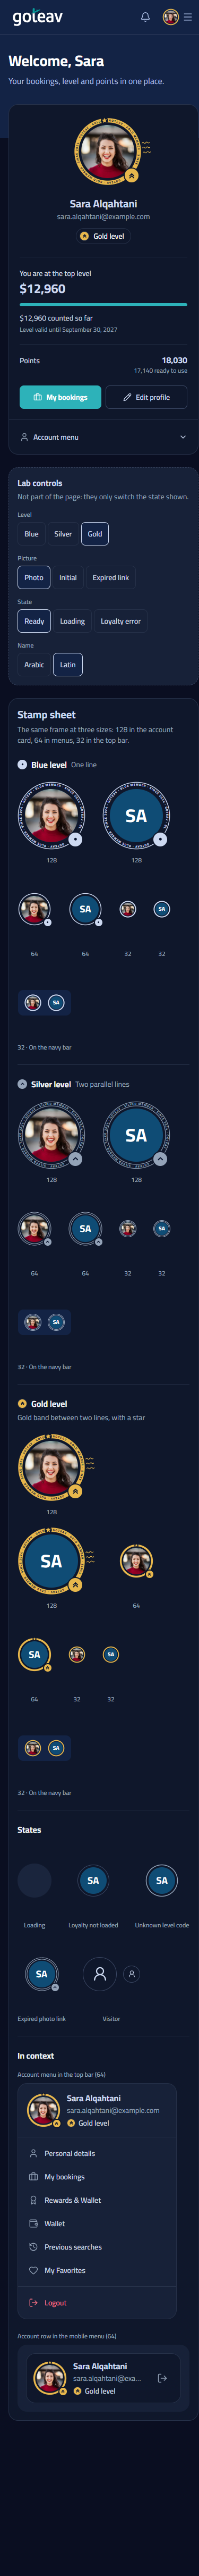 goleav
Welcome, Sara
Your bookings, level and points in one place.
Sara Alqahtani
sara.alqahtani@example.com
Gold level
You are at the top level
$12,960
$12,960 counted so far
Level valid until September 30, 2027
Points
18,030
17,140 ready to use
My bookings
Edit profile
Account menu
Lab controls
Not part of the page: they only switch the state shown.
Level
Blue
Silver
Gold
Picture
Photo
Initial
Expired link
State
Ready
Loading
Loyalty error
Name
Arabic
Latin
Stamp sheet
The same frame at three sizes: 128 in the account
card, 64 in menus, 32 in the top bar.
Blue level One line
SA
128
128
SA
SA
64
64
32
32
SA
32 · On the navy bar
Silver level Two parallel lines
SA
128
128
SA
SA
64
64
32
32
SA
32 · On the navy bar
Gold level
Gold band between two lines, with a star
128
SA
128
64
SA
SA
64
32
32
SA
32 · On the navy bar
States
SA
SA
Loading
Loyalty not loaded
Unknown level code
SA
Expired photo link
Visitor
In context
Account menu in the top bar (64)
Sara Alqahtani
sara.alqahtani@example.com
Gold level
Personal details
My bookings
Rewards & Wallet
Wallet
Previous searches
My Favorites
Logout
Account row in the mobile menu (64)
Sara Alqahtani
sara.alqahtani@exa...
Gold level